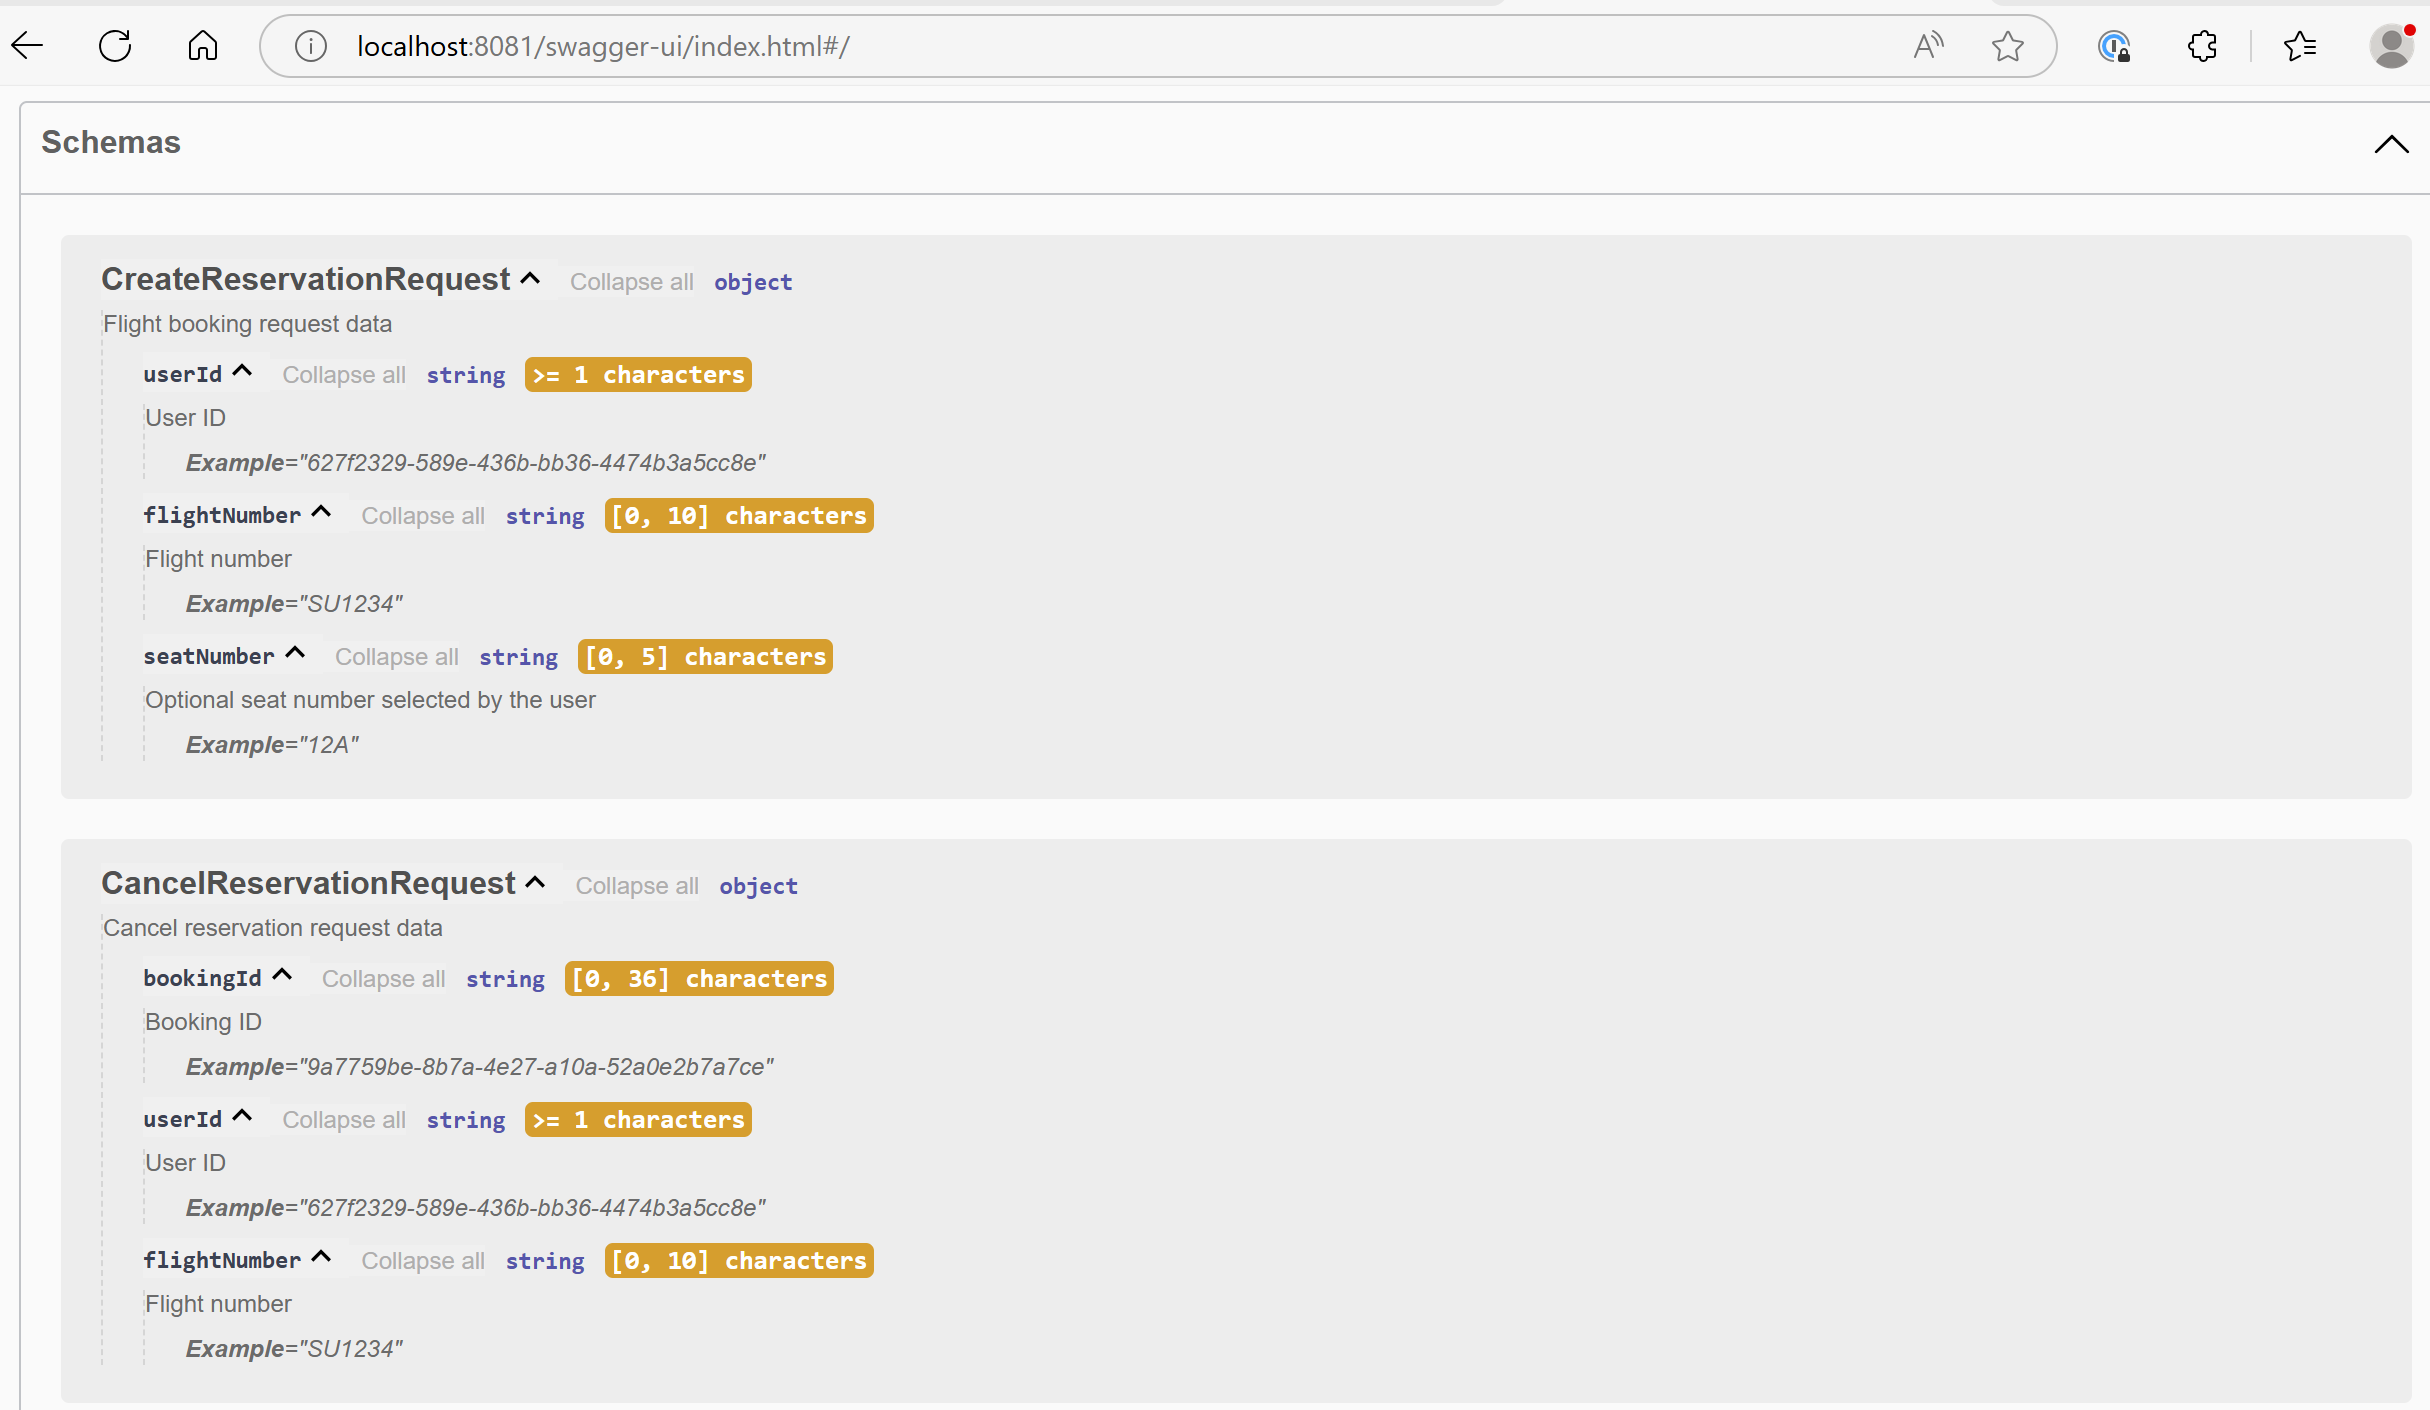 localhost:8081/swagger-ui/index.html#/
Schemas
CreateReservationRequest Collapse all object
Flight booking request data
userId Collapse all string >= 1 characters
User ID
Example="627f2329-589e-436b-bb36-4474b3a5cc8e"
flightNumber Collapse all string [0, 10] characters
Flight number
Example="SU1234"
seatNumber Collapse all string [0, 5] characters
Optional seat number selected by the user
Example="12A"
CancelReservationRequest Collapse all object
Cancel reservation request data
bookingId Collapse all string [0, 36] characters
Booking ID
Example="9a7759be-8b7a-4e27-a10a-52a0e2b7a7ce"
userId Collapse all string >= 1 characters
User ID
Example="627f2329-589e-436b-bb36-4474b3a5cc8e"
flightNumber Collapse all string [0, 10] characters
Flight number
Example="SU1234"